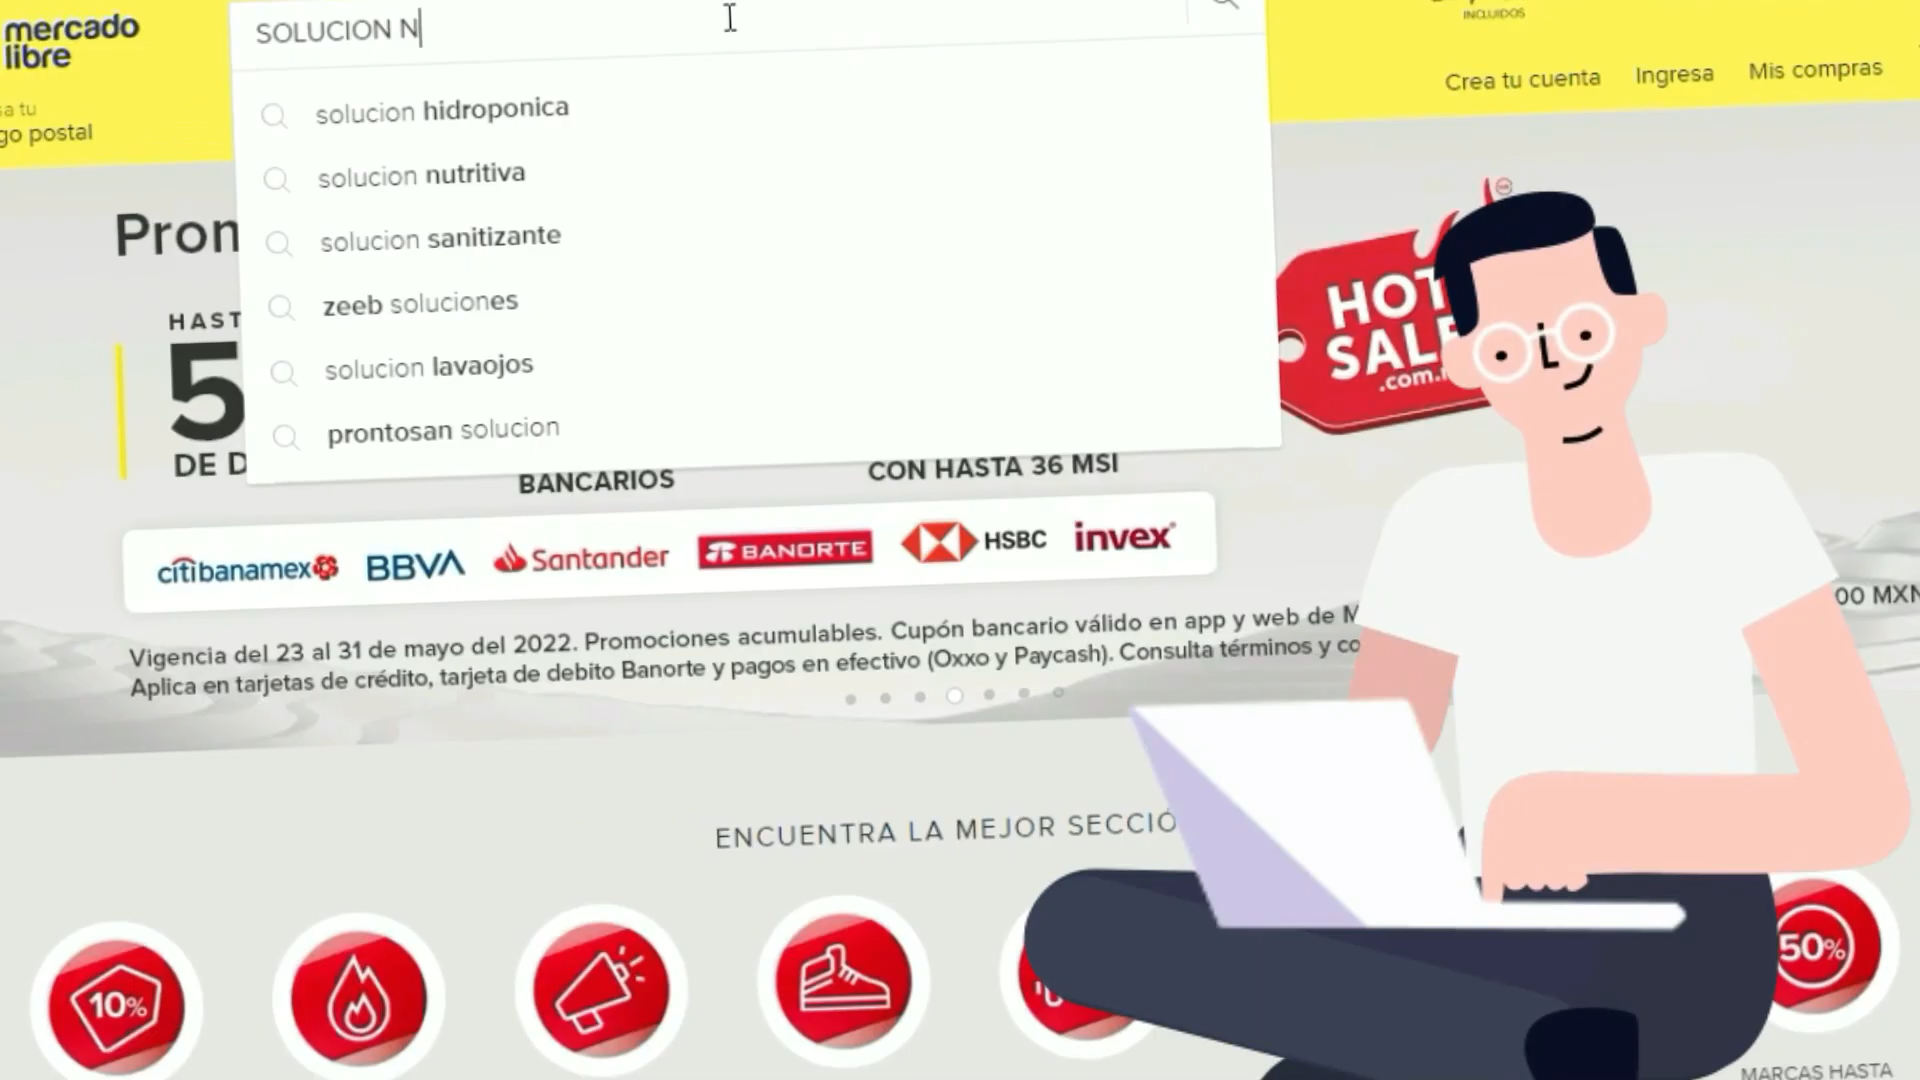 mercado
libre
SOLUCION N
INCLUIDOS
sa tu
go postal
Crea tu cuenta Ingresa Mis compras
solucion hidroponica
solucion nutritiva
solucion sanitizante
zeeb soluciones
solucion lavaojos
prontosan solucion
Pron
HAST
5
DE D
BANCARIOS
CON HASTA 36 MSI
HOT
SALE
.com.
citibanamex BBVA Santander BANORTE HSBC invex
Vigencia del 23 al 31 de mayo del 2022. Promociones acumulables. Cupón bancario válido en app y web de M 00 MXN
Aplica en tarjetas de crédito, tarjeta de debito Banorte y pagos en efectivo (Oxxo y Paycash). Consulta términos y co
ENCUENTRA LA MEJOR SECCIÓ
10%
50%
MARCAS HASTA